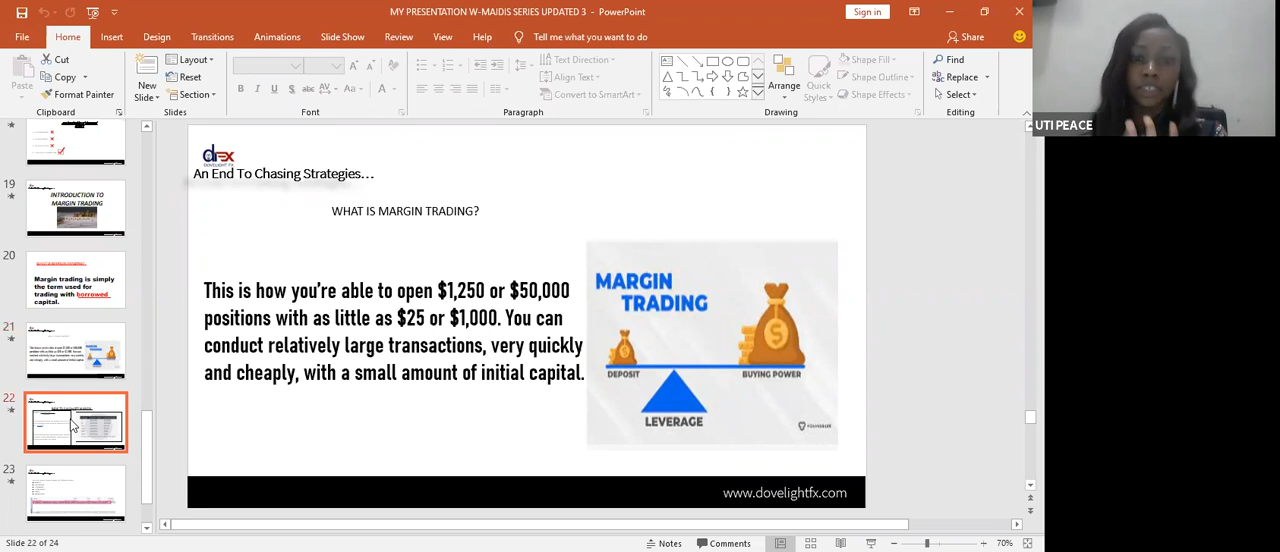 MY PRESENTATION W-MAIDIS SERIES UPDATED 3 - PowerPoint
Sign in
File Home Insert Design Transitions Animations Slide Show Review View Help Tell me what you want to do Share
Paste
Cut
Copy
Format Painter
Clipboard
New Slide
Layout
Reset
Section
Slides
B I U S abc AV Aa A
Font
Text Direction
Align Text
Convert to SmartArt
Paragraph
Arrange
Quick Styles
Shape Fill
Shape Outline
Shape Effects
Drawing
Find
Replace
Select
Editing
UTI PEACE
19
INTRODUCTION TO
MARGIN TRADING
20
Margin trading is simply
the term used for
trading with borrowed
capital.
21
22
23
DOVELIGHT FX
An End To Chasing Strategies...
WHAT IS MARGIN TRADING?
This is how you're able to open $1,250 or $50,000
positions with as little as $25 or $1,000. You can
conduct relatively large transactions, very quickly
and cheaply, with a small amount of initial capital.
MARGIN
TRADING
DEPOSIT
BUYING POWER
LEVERAGE
www.dovelightfx.com
Slide 22 of 24
Notes
Comments
70%